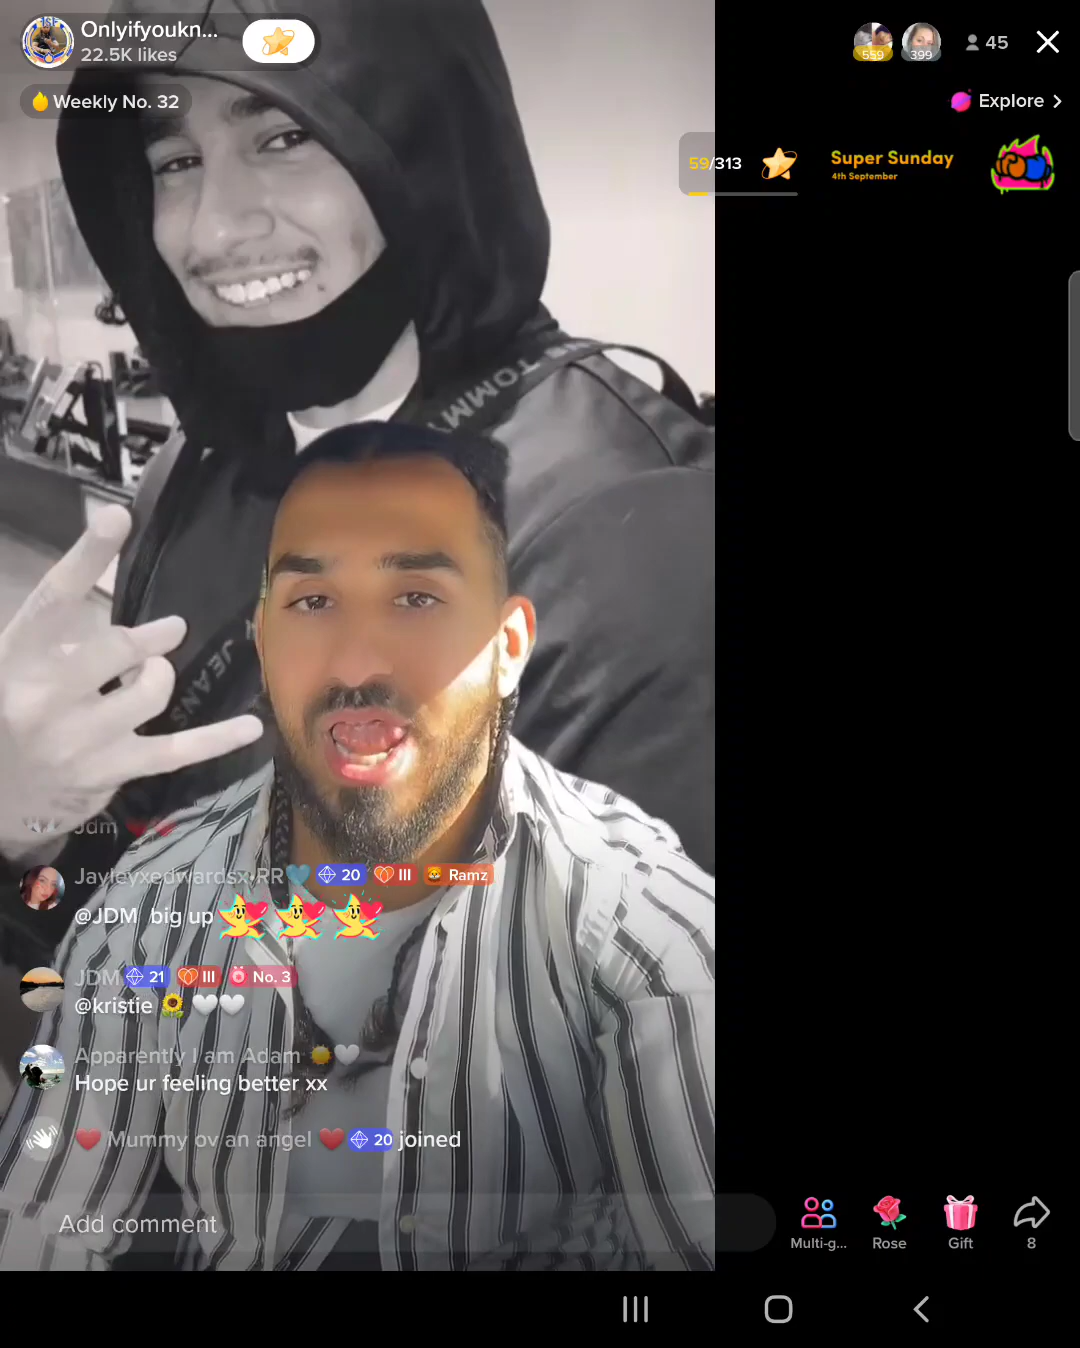 Onlyifyoukn...
22.5K likes
559
399
45
Weekly No. 32
Explore
59/313
Super Sunday
4th September
TOMMY JEANS
Jdm
Jayleyxedwardsx•RR 20 III Ramz
@JDM big up
JDM 21 III No. 3
@kristie
Apparently I am Adam
Hope ur feeling better xx
Mummy ov an angel 20 joined
Add comment
Multi-g...
Rose
Gift
8